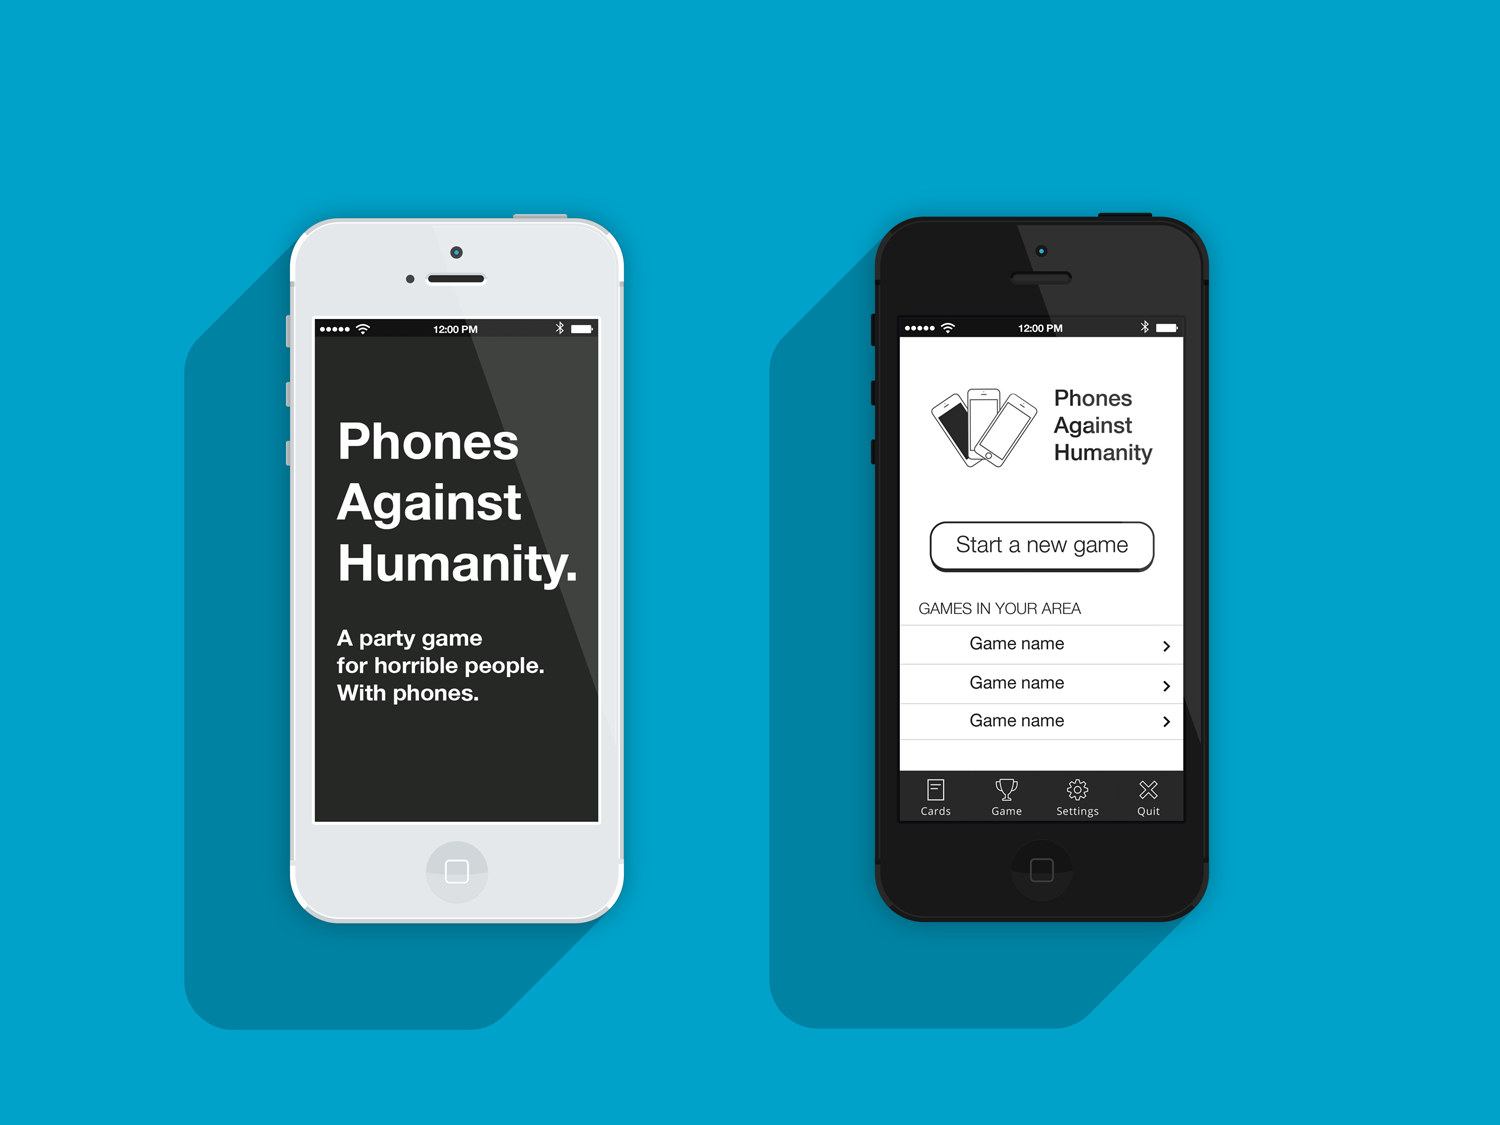 12:00 PM
Phones
Against
Humanity.
A party game
for horrible people.
With phones.
12:00 PM
Phones
Against
Humanity
Start a new game
GAMES IN YOUR AREA
Game name
Game name
Game name
Cards Game Settings Quit